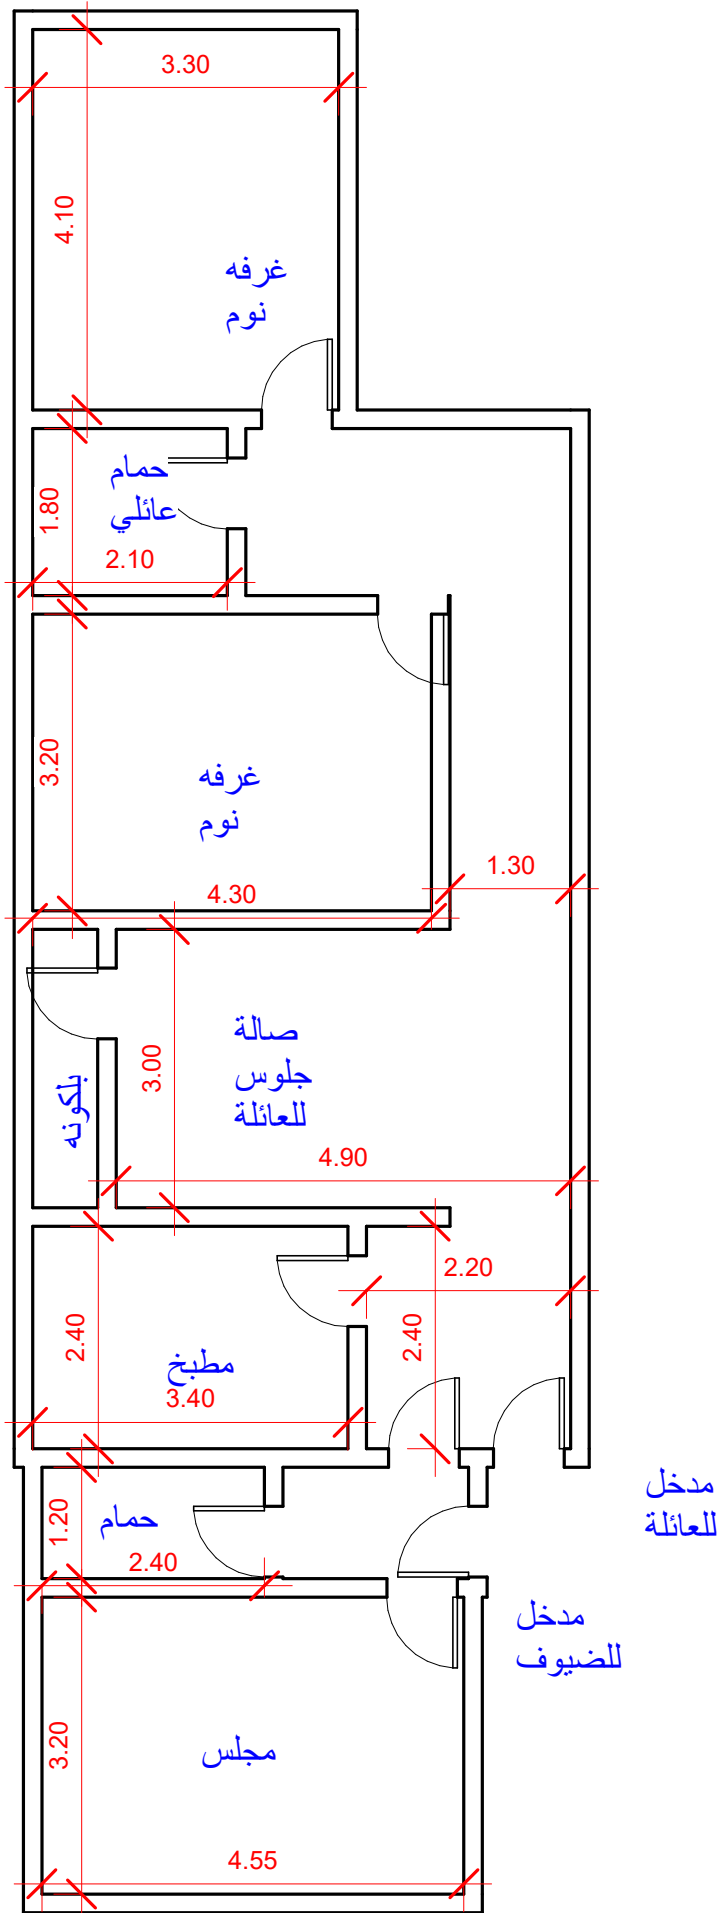 3.30
4.10
غرفه
نوم
حمام
عائلي
1.80
2.10
3.20
غرفه
نوم
1.30
4.30
صالة
جلوس
للعائلة
3.00
بلكونه
4.90
2.20
2.40
2.40
مطبخ
3.40
مدخل
للعائلة
1.20
حمام
2.40
مدخل
للضيوف
3.20
مجلس
4.55